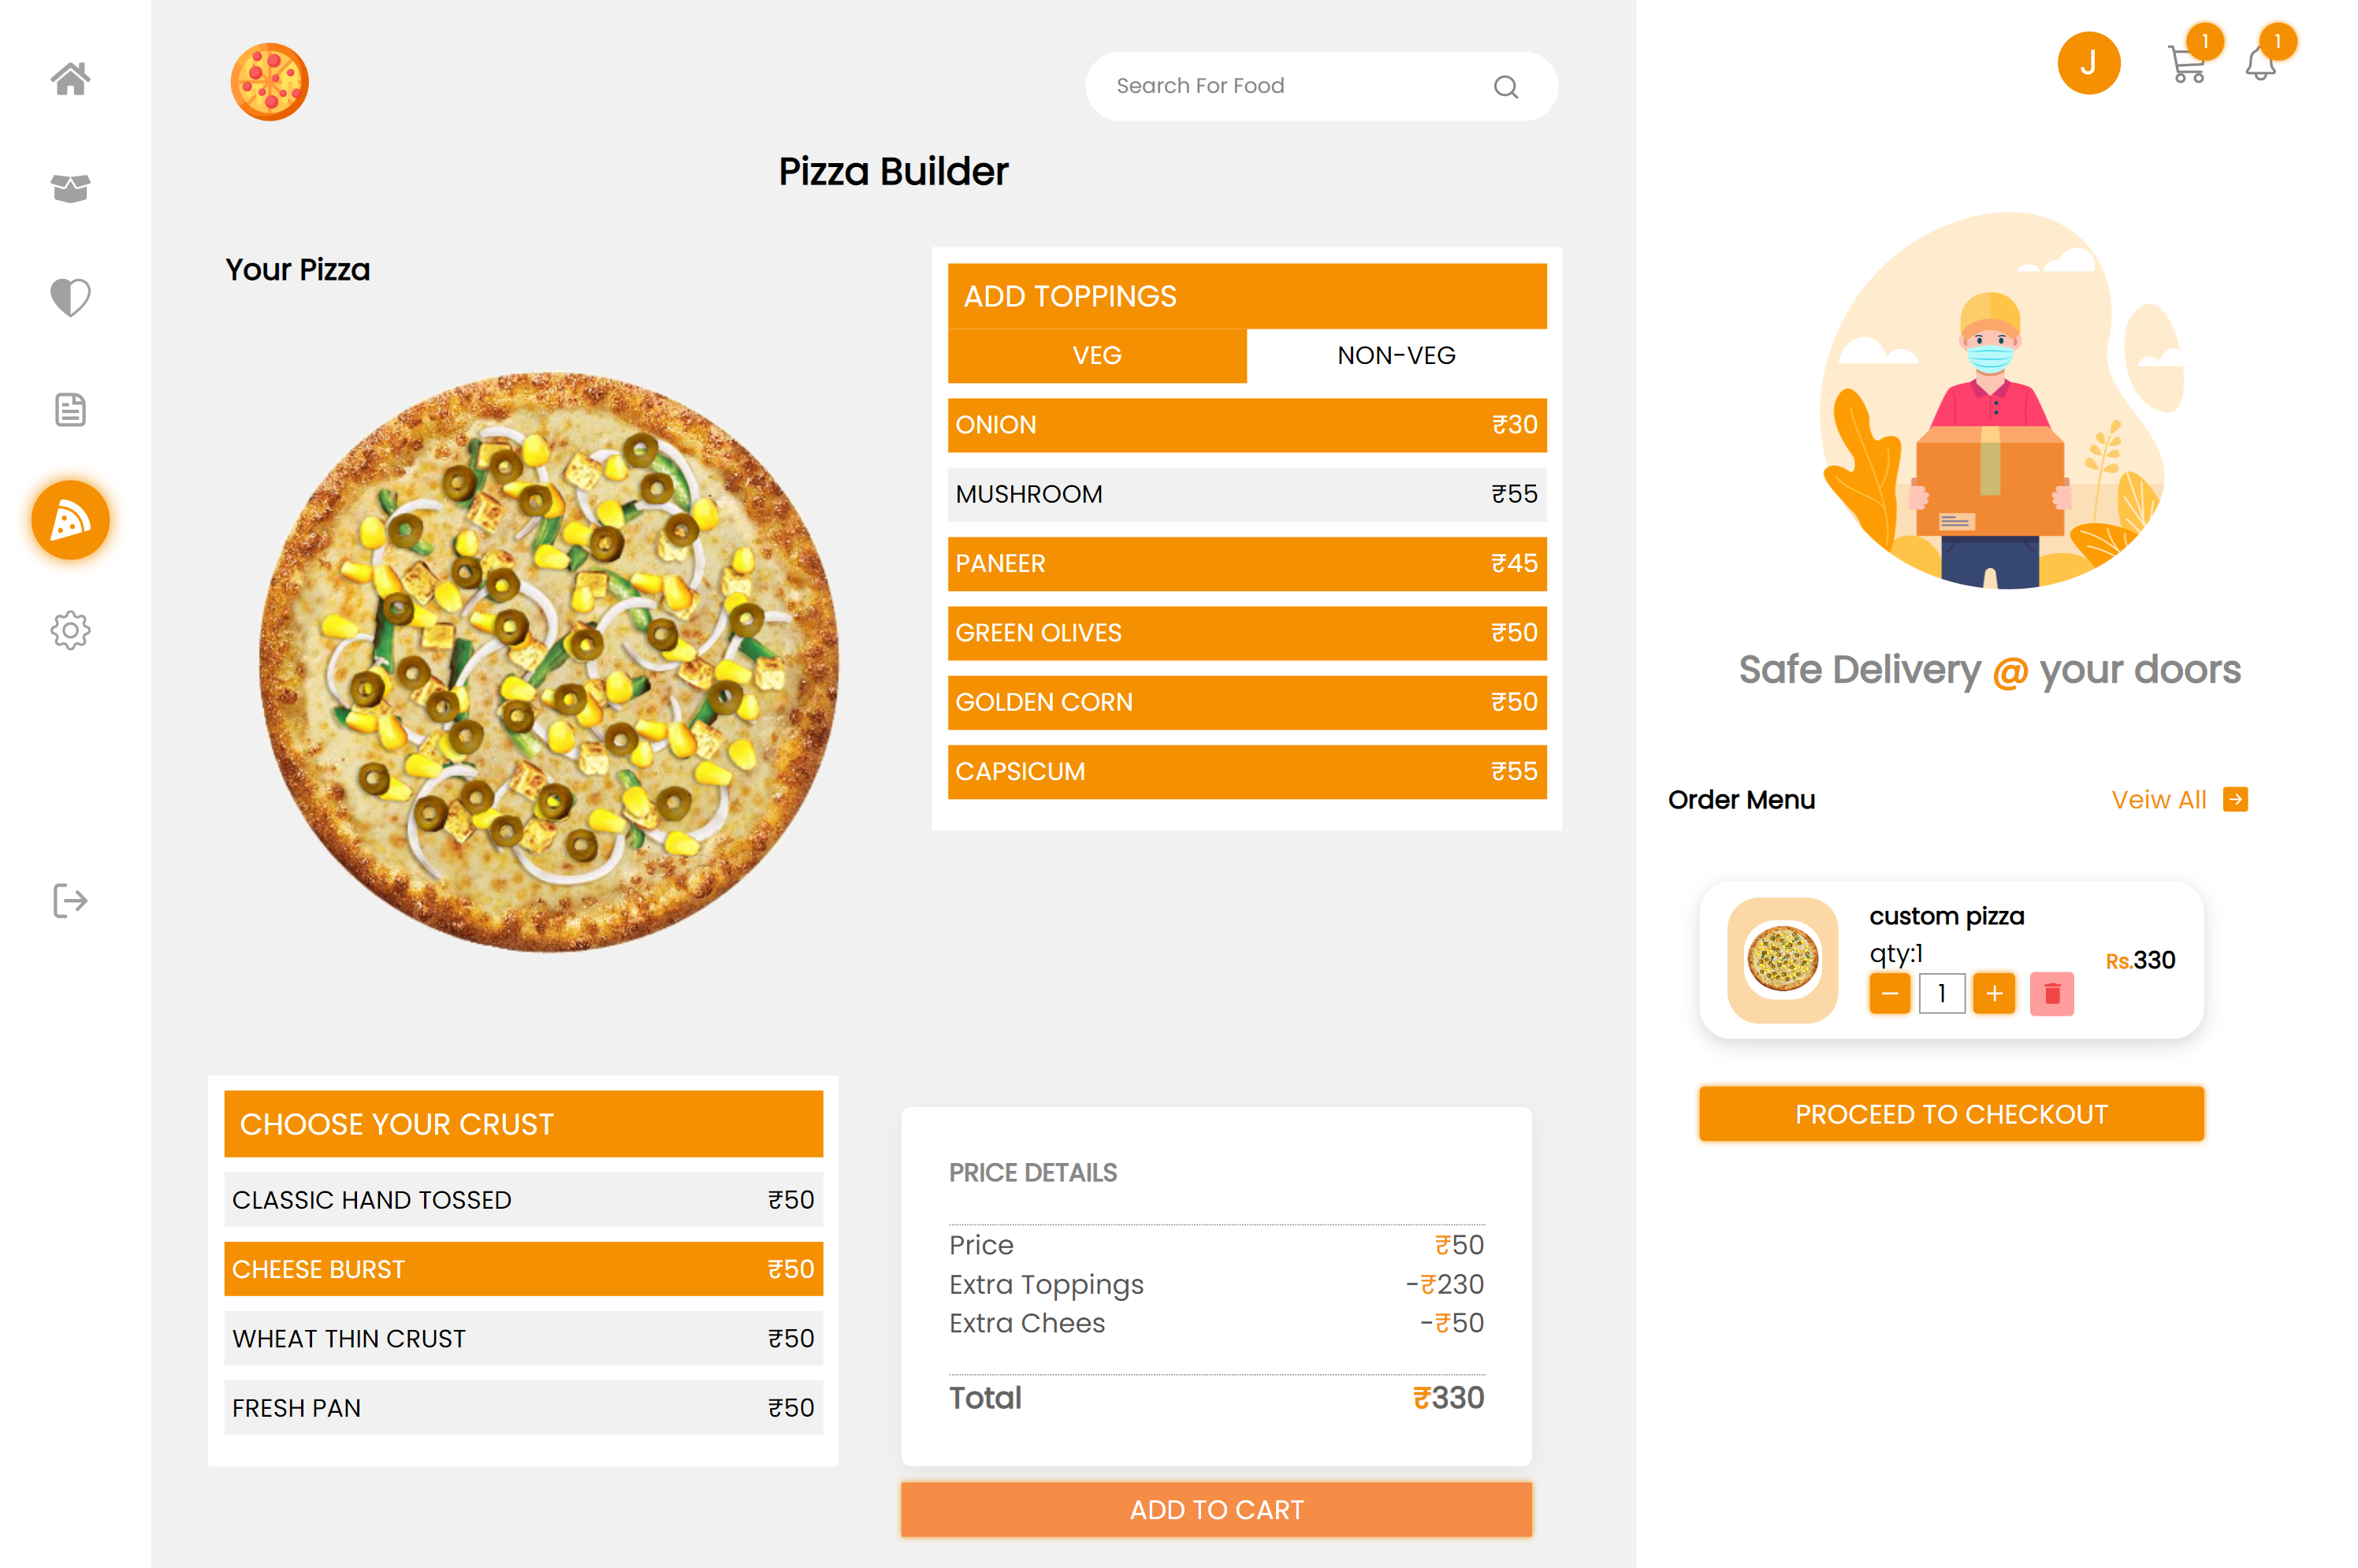 Search For Food
J
1
1
Pizza Builder
Your Pizza
ADD TOPPINGS
VEG NON-VEG
ONION ₹30
MUSHROOM ₹55
PANEER ₹45
GREEN OLIVES ₹50
GOLDEN CORN ₹50
CAPSICUM ₹55
CHOOSE YOUR CRUST
CLASSIC HAND TOSSED ₹50
CHEESE BURST ₹50
WHEAT THIN CRUST ₹50
FRESH PAN ₹50
PRICE DETAILS
Price ₹50
Extra Toppings -₹230
Extra Chees -₹50
Total ₹330
ADD TO CART
Safe Delivery @ your doors
Order Menu Veiw All
custom pizza
qty:1
Rs.330
1
PROCEED TO CHECKOUT